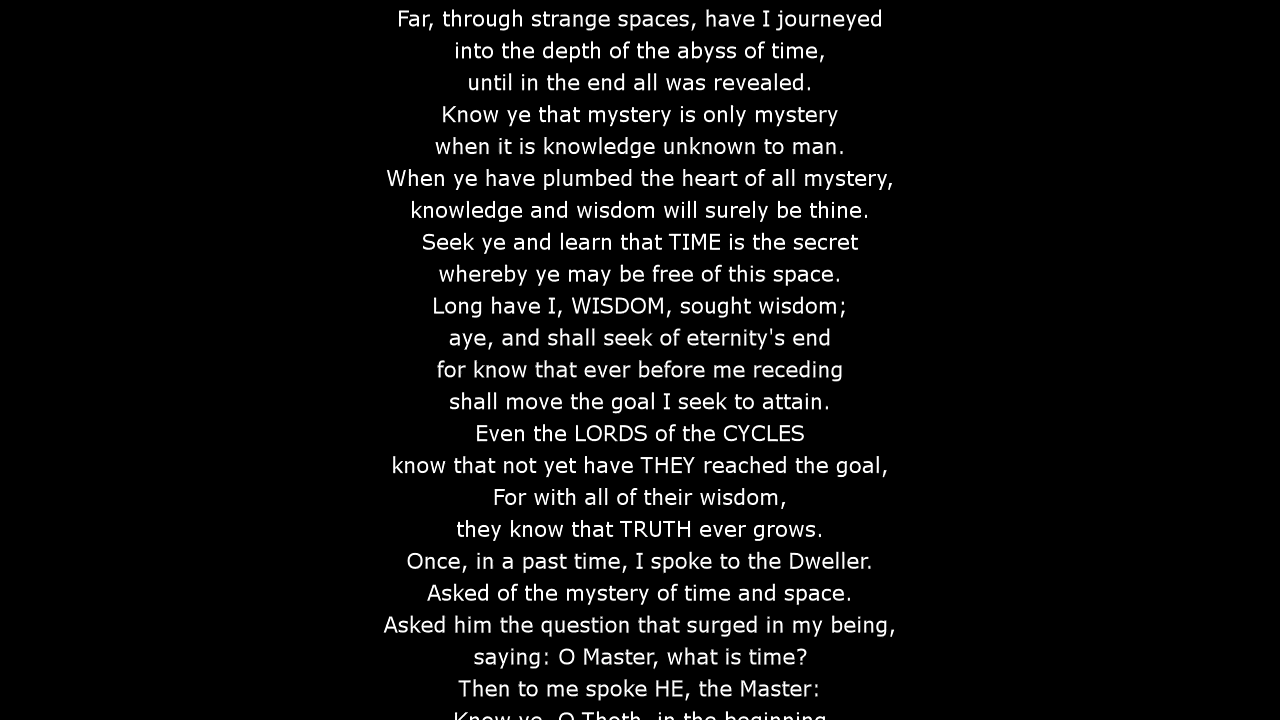 Far, through strange spaces, have I journeyed
into the depth of the abyss of time,
until in the end all was revealed.
Know ye that mystery is only mystery
when it is knowledge unknown to man.
When ye have plumbed the heart of all mystery,
knowledge and wisdom will surely be thine.
Seek ye and learn that TIME is the secret
whereby ye may be free of this space.
Long have I, WISDOM, sought wisdom;
aye, and shall seek of eternity's end
for know that ever before me receding
shall move the goal I seek to attain.
Even the LORDS of the CYCLES
know that not yet have THEY reached the goal,
For with all of their wisdom,
they know that TRUTH ever grows.
Once, in a past time, I spoke to the Dweller.
Asked of the mystery of time and space.
Asked him the question that surged in my being,
saying: O Master, what is time?
Then to me spoke HE, the Master:
Know ye, O Thoth, in the beginning